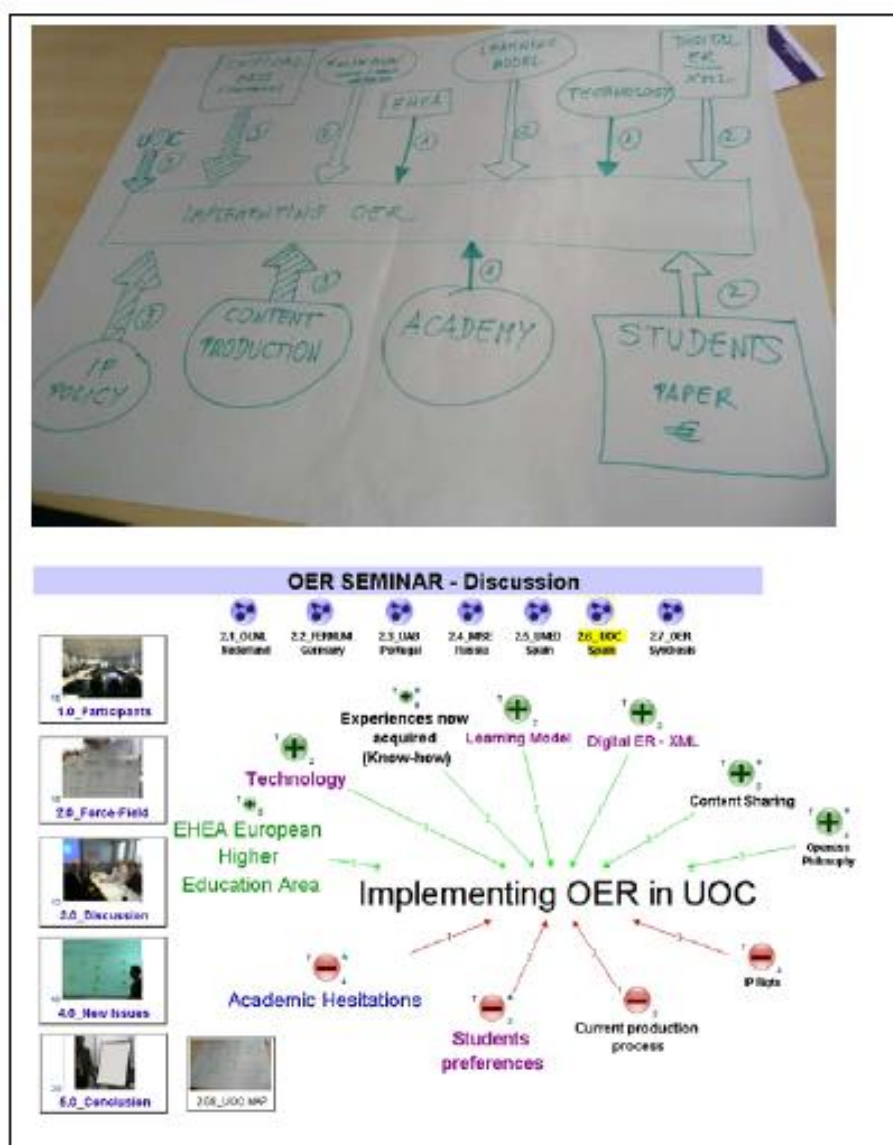 LEARNING
MODEL
DIGITAL
ER
XML
EHEA
TECHNOLOGY
UOC
IMPLEMENTING OER
IP
POLICY
CONTENT
PRODUCTION
ACADEMY
STUDENTS
PAPER
€
OER SEMINAR - Discussion
2.1_OUNL
Nederland
2.2_FERNUNI
Germany
2.3_UAB
Portugal
2.4_MISE
Russia
2.5_UNED
Spain
2.6_UOC
Spain
2.7_OER
Synthesis
1.0_Participants
2.0_Force-Field
3.0_Discussion
4.0_New Issues
5.0_Conclusion
2.06_UOC MAP
Experiences now
acquired
(Know-how)
Learning Model
Digital ER - XML
Technology
Content Sharing
EHEA European
Higher
Education Area
Openess
Philosophy
Implementing OER in UOC
Academic Hesitations
Students
preferences
Current production
process
IP Rigts